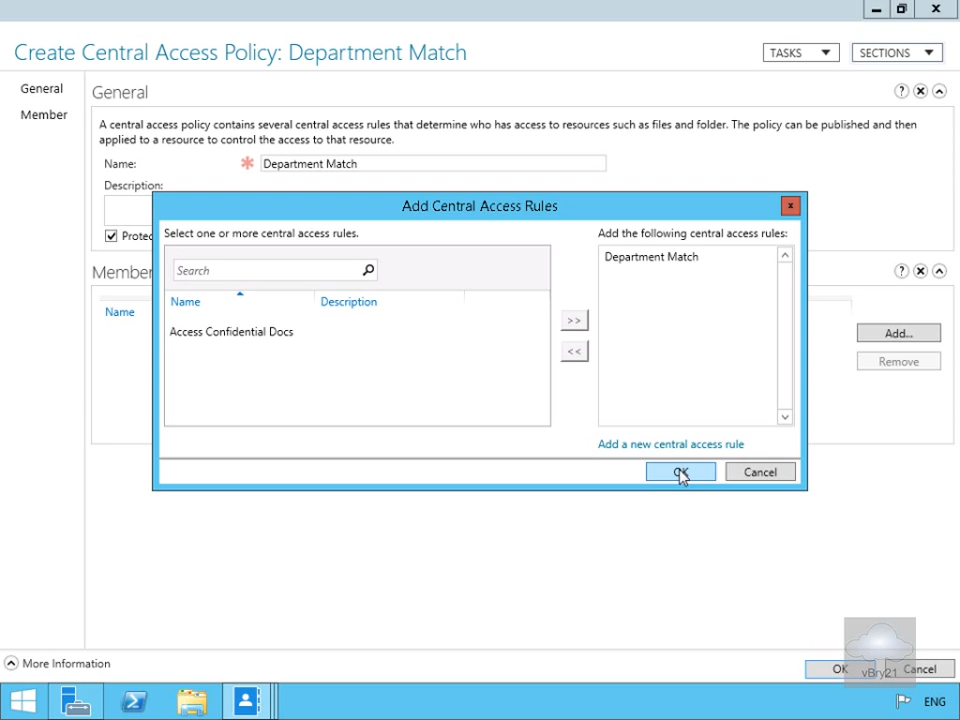 Create Central Access Policy: Department Match
TASKS
SECTIONS
General
Member
General
A central access policy contains several central access rules that determine who has access to resources such as files and folder. The policy can be published and then
applied to a resource to control the access to that resource.
Name:
Department Match
Description:
Protec
Member
Name
Add...
Remove
Add Central Access Rules
x
Select one or more central access rules.
Search
Name
Description
Access Confidential Docs
>>
<<
Add the following central access rules:
Department Match
Add a new central access rule
OK
Cancel
More Information
OK
Cancel
vBry21
ENG